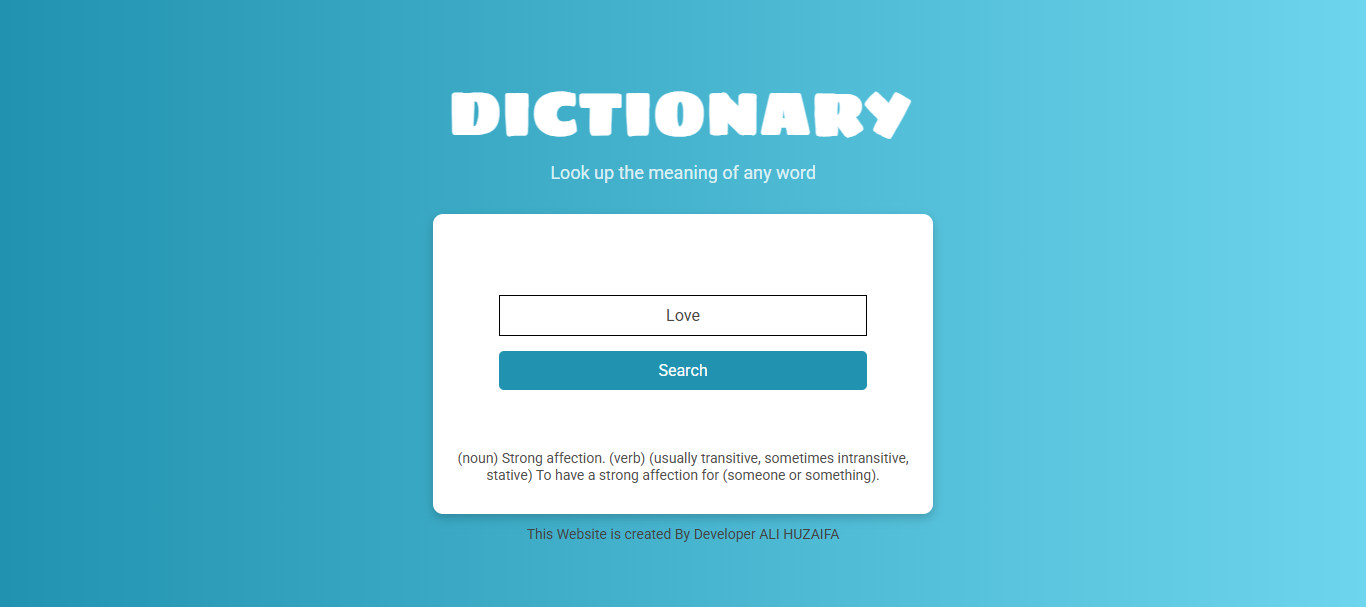 DICTIONARY
Look up the meaning of any word
Love
Search
(noun) Strong affection. (verb) (usually transitive, sometimes intransitive,
stative) To have a strong affection for (someone or something).
This Website is created By Developer ALI HUZAIFA